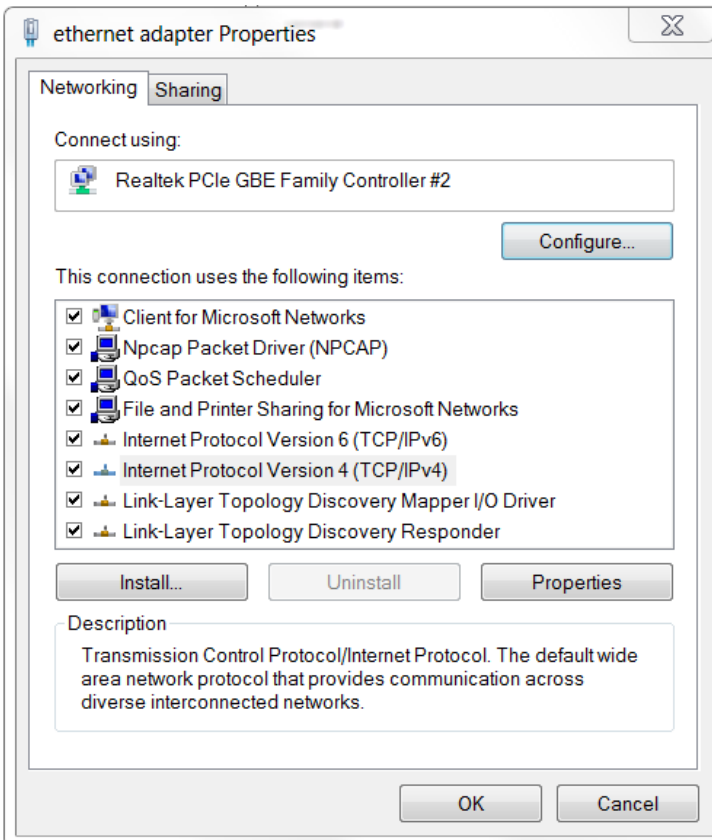 ethernet adapter Properties
Networking
Sharing
Connect using:
Realtek PCIe GBE Family Controller #2
Configure...
This connection uses the following items:
Client for Microsoft Networks
Npcap Packet Driver (NPCAP)
QoS Packet Scheduler
File and Printer Sharing for Microsoft Networks
Internet Protocol Version 6 (TCP/IPv6)
Internet Protocol Version 4 (TCP/IPv4)
Link-Layer Topology Discovery Mapper I/O Driver
Link-Layer Topology Discovery Responder
Install...
Uninstall
Properties
Description
Transmission Control Protocol/Internet Protocol. The default wide
area network protocol that provides communication across
diverse interconnected networks.
OK
Cancel